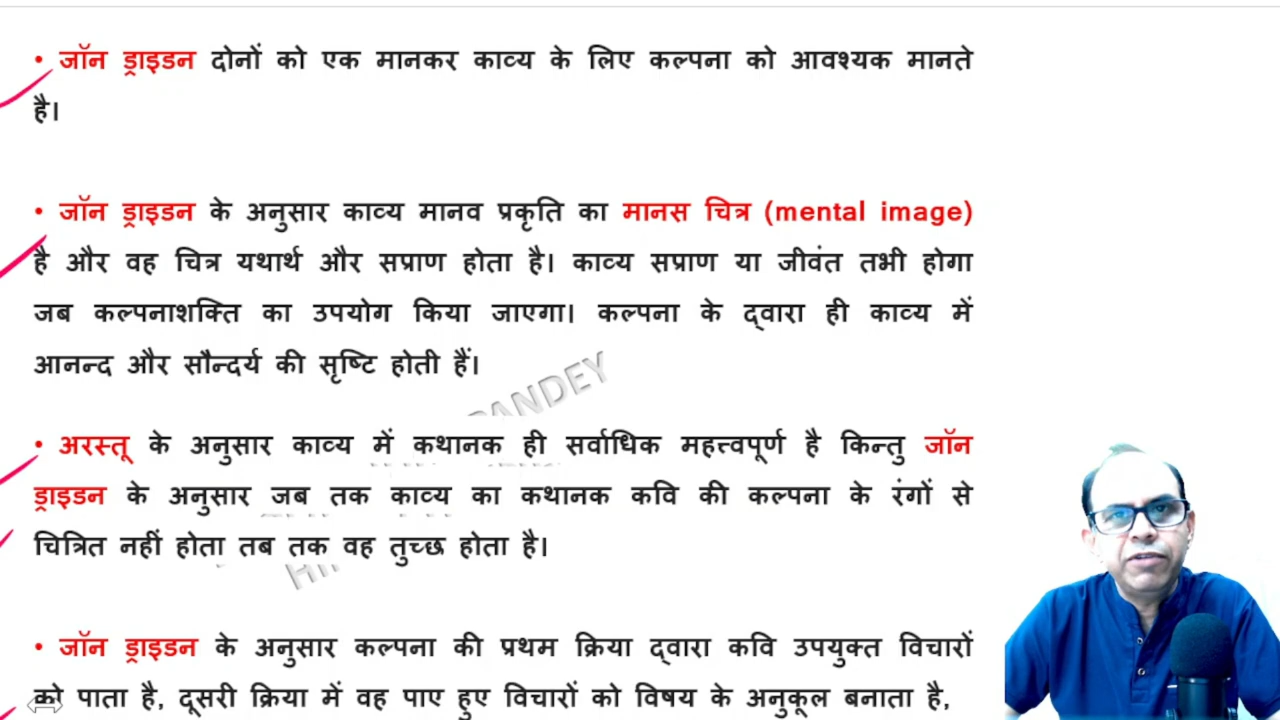 • जॉन ड्राइडन दोनों को एक मानकर काव्य के लिए कल्पना को आवश्यक मानते
है।
• जॉन ड्राइडन के अनुसार काव्य मानव प्रकृति का मानस चित्र (mental image)
है और वह चित्र यथार्थ और सप्राण होता है। काव्य सप्राण या जीवंत तभी होगा
जब कल्पनाशक्ति का उपयोग किया जाएगा। कल्पना के द्वारा ही काव्य में
आनन्द और सौन्दर्य की सृष्टि होती हैं।
PANDEY
• अरस्तू के अनुसार काव्य में कथानक ही सर्वाधिक महत्त्वपूर्ण है किन्तु जॉन
ड्राइडन के अनुसार जब तक काव्य का कथानक कवि की कल्पना के रंगों से
चित्रित नहीं होता तब तक वह तुच्छ होता है।
• जॉन ड्राइडन के अनुसार कल्पना की प्रथम क्रिया द्वारा कवि उपयुक्त विचारों
को पाता है, दूसरी क्रिया में वह पाए हुए विचारों को विषय के अनुकूल बनाता है,